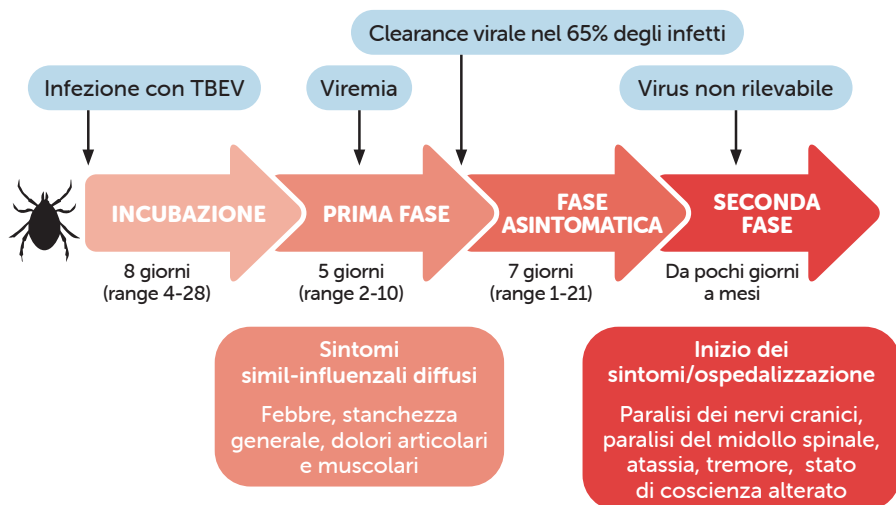 Clearance virale nel 65% degli infetti
Infezione con TBEV
Viremia
Virus non rilevabile
INCUBAZIONE
PRIMA FASE
FASE
ASINTOMATICA
SECONDA
FASE
8 giorni
(range 4-28)
5 giorni
(range 2-10)
7 giorni
(range 1-21)
Da pochi giorni
a mesi
Sintomi
simil-influenzali diffusi
Febbre, stanchezza
generale, dolori articolari
e muscolari
Inizio dei
sintomi/ospedalizzazione
Paralisi dei nervi cranici,
paralisi del midollo spinale,
atassia, tremore, stato
di coscienza alterato